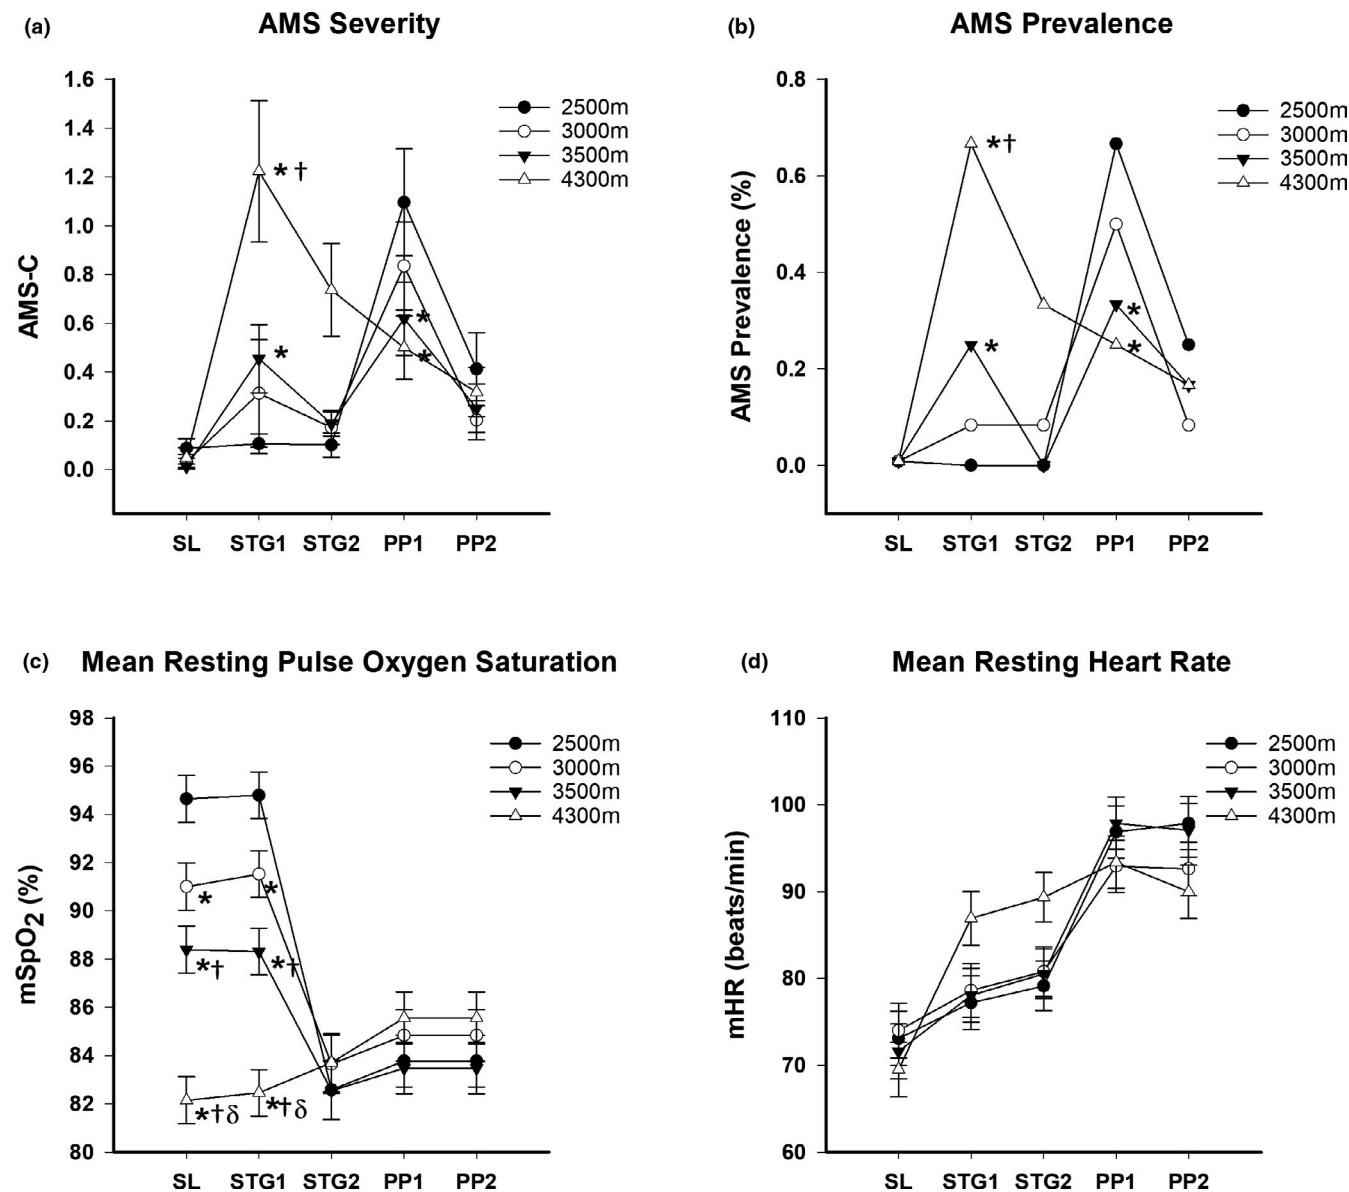 (a) AMS Severity
1.6
1.4
1.2
1.0
0.8
0.6
0.4
0.2
0.0
AMS-C
2500m
3000m
3500m
4300m
*†
*
*
*
SL STG1 STG2 PP1 PP2
(b) AMS Prevalence
0.8
0.6
0.4
0.2
0.0
AMS Prevalence (%)
2500m
3000m
3500m
4300m
*†
*
*
*
SL STG1 STG2 PP1 PP2
(c) Mean Resting Pulse Oxygen Saturation
98
96
94
92
90
88
86
84
82
80
mSpO2 (%)
2500m
3000m
3500m
4300m
* *
*† *†
*†δ *†δ
SL STG1 STG2 PP1 PP2
(d) Mean Resting Heart Rate
110
100
90
80
70
60
mHR (beats/min)
2500m
3000m
3500m
4300m
SL STG1 STG2 PP1 PP2